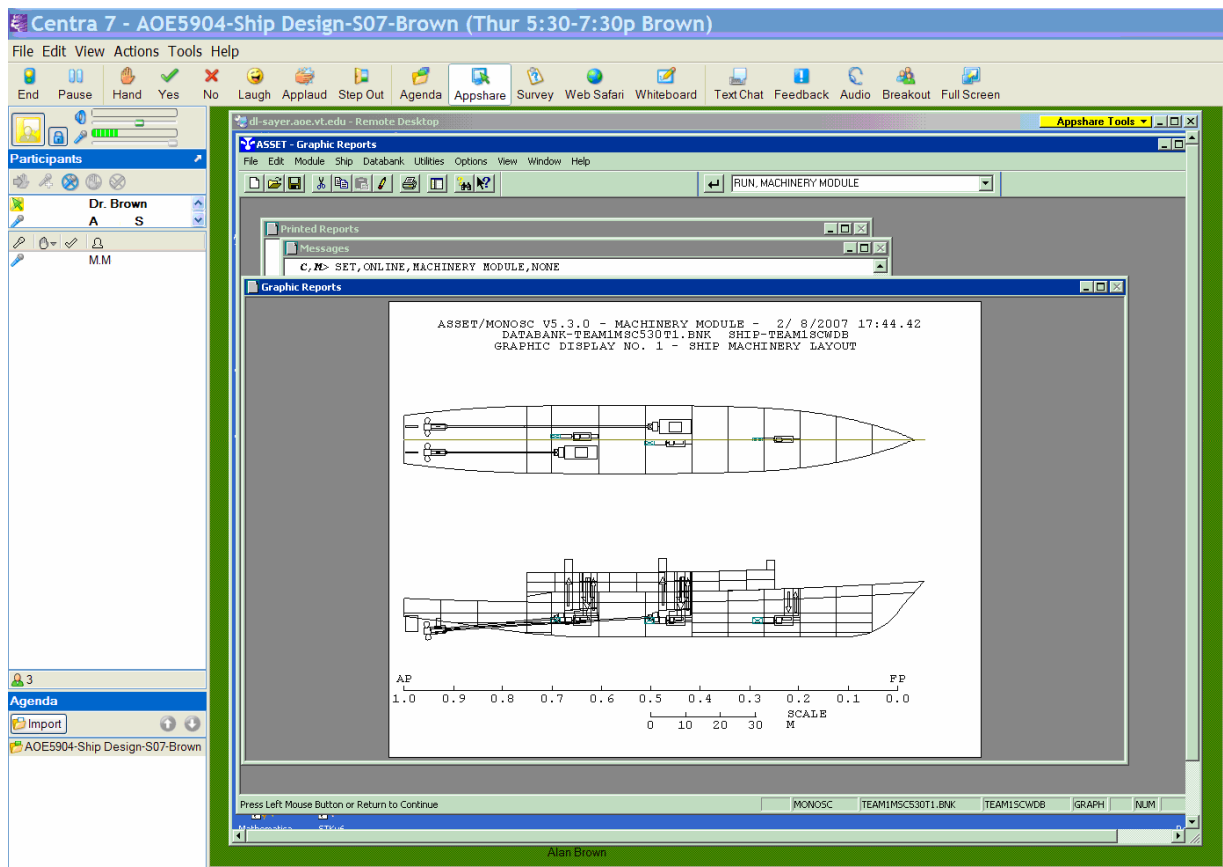 Centra 7 - AOE5904-Ship Design-S07-Brown (Thur 5:30-7:30p Brown)
File Edit View Actions Tools Help
End Pause Hand Yes No Laugh Applaud Step Out Agenda Appshare Survey Web Safari Whiteboard Text Chat Feedback Audio Breakout Full Screen
dl-sayer.aoe.vt.edu - Remote Desktop
Appshare Tools
Participants
Dr. Brown
A S
M.M
3
Agenda
Import
AOE5904-Ship Design-S07-Brown
ASSET - Graphic Reports
File Edit Module Ship Databank Utilities Options View Window Help
RUN, MACHINERY MODULE
Printed Reports
Messages
C,M> SET,ONLINE,MACHINERY MODULE,NONE
Graphic Reports
ASSET/MONOSC V5.3.0 - MACHINERY MODULE - 2/ 8/2007 17:44.42
DATABANK-TEAM1MSC530T1.BNK SHIP-TEAM1SCWDB
GRAPHIC DISPLAY NO. 1 - SHIP MACHINERY LAYOUT
AP FP
1.0 0.9 0.8 0.7 0.6 0.5 0.4 0.3 0.2 0.1 0.0
SCALE
0 10 20 30 M
Press Left Mouse Button or Return to Continue
MONOSC TEAM1MSC530T1.BNK TEAM1SCWDB GRAPH NUM
Alan Brown